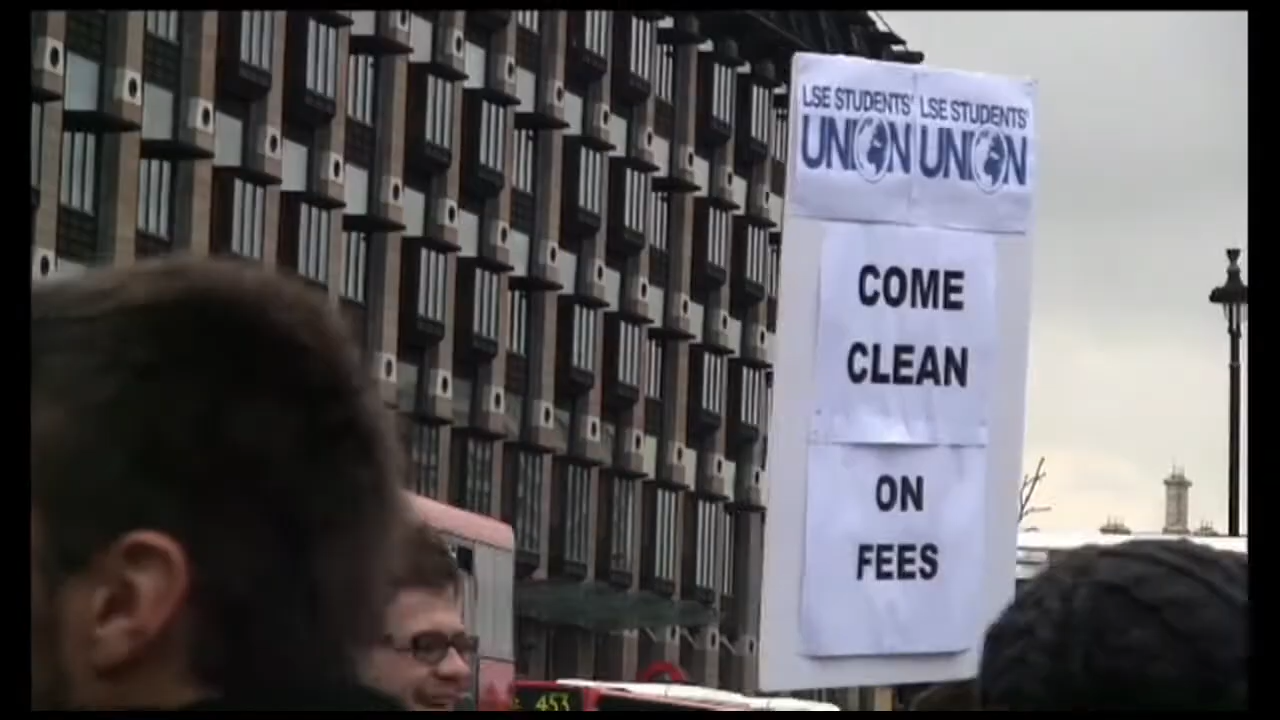 LSE STUDENTS' LSE STUDENTS'
UNION UNION
COME
CLEAN
ON
FEES
453